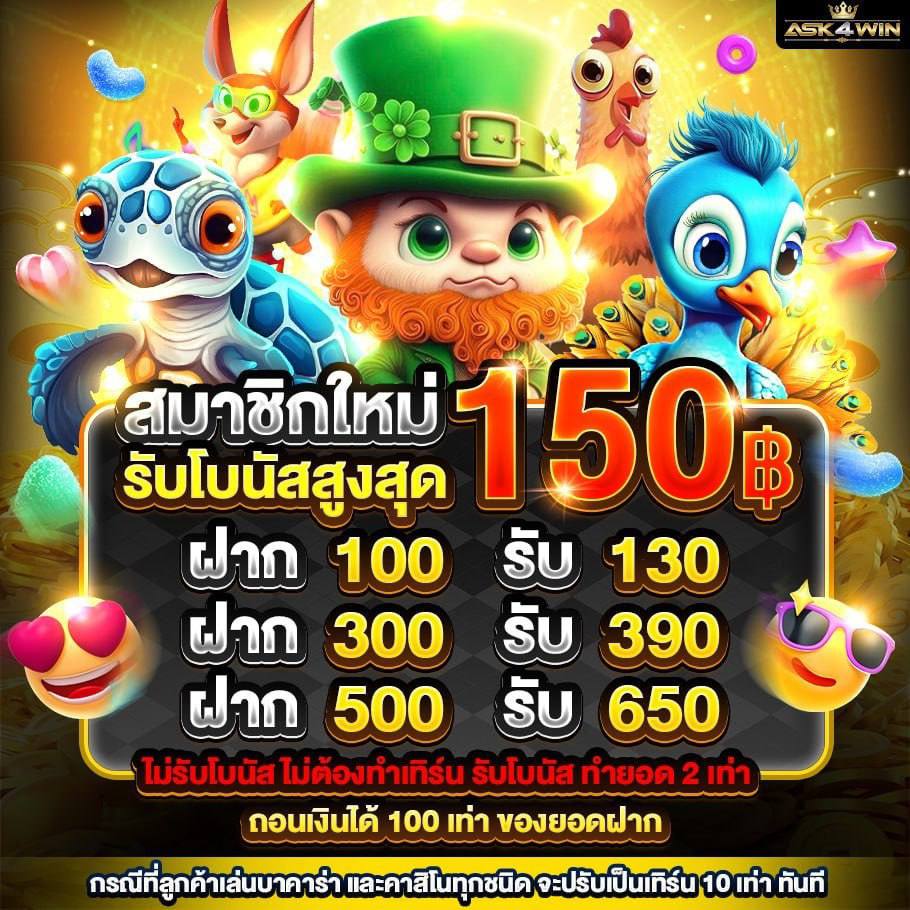 ASK4WIN
สมาชิกใหม่
รับโบนัสสูงสุด 150฿
ฝาก 100 รับ 130
ฝาก 300 รับ 390
ฝาก 500 รับ 650
ไม่รับโบนัส ไม่ต้องทำเทิร์น รับโบนัส ทำยอด 2 เท่า
ถอนเงินได้ 100 เท่า ของยอดฝาก
กรณีที่ลูกค้าเล่นบาคาร่า และคาสิโนทุกชนิด จะปรับเป็นเทิร์น 10 เท่า ทันที